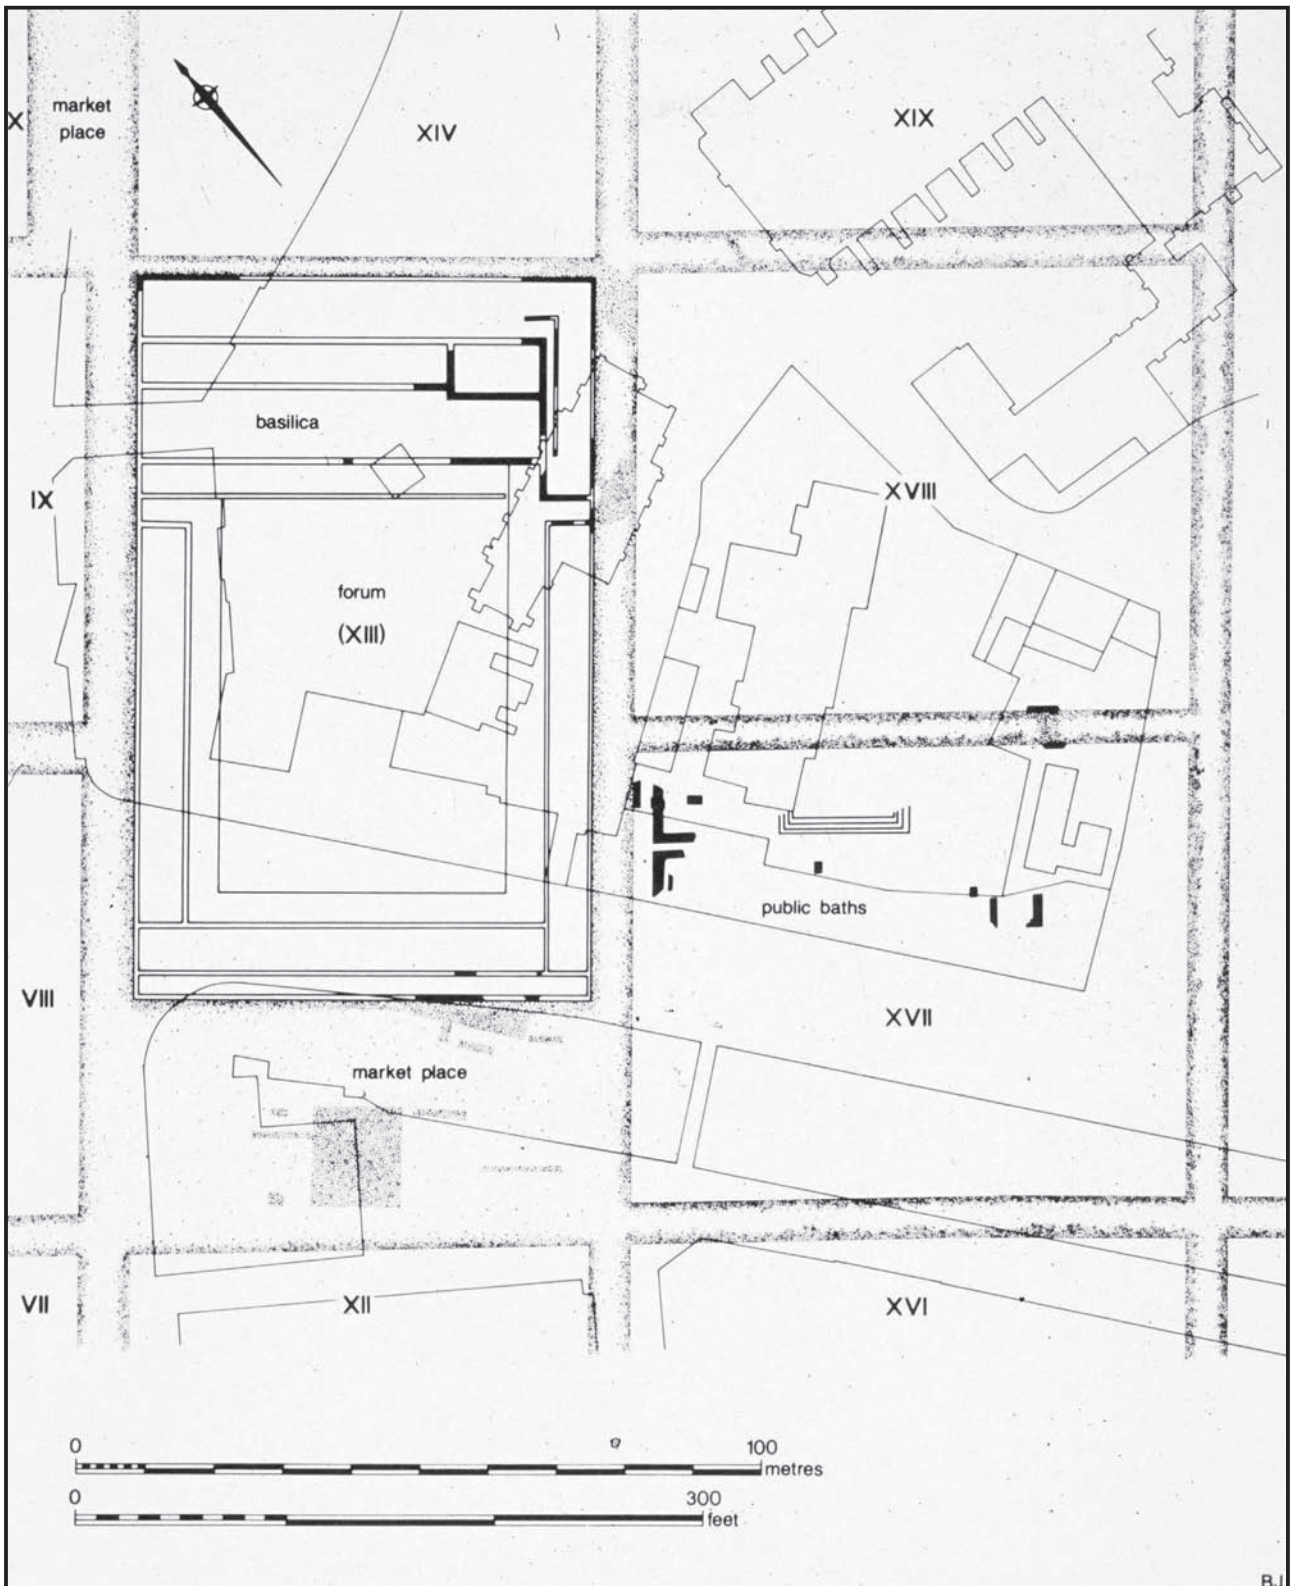 X
market
place
XIV
XIX
basilica
IX
XVIII
forum
(XIII)
public baths
VIII
XVII
market place
VII
XII
XVI
0
100
metres
0
300
feet
BJ